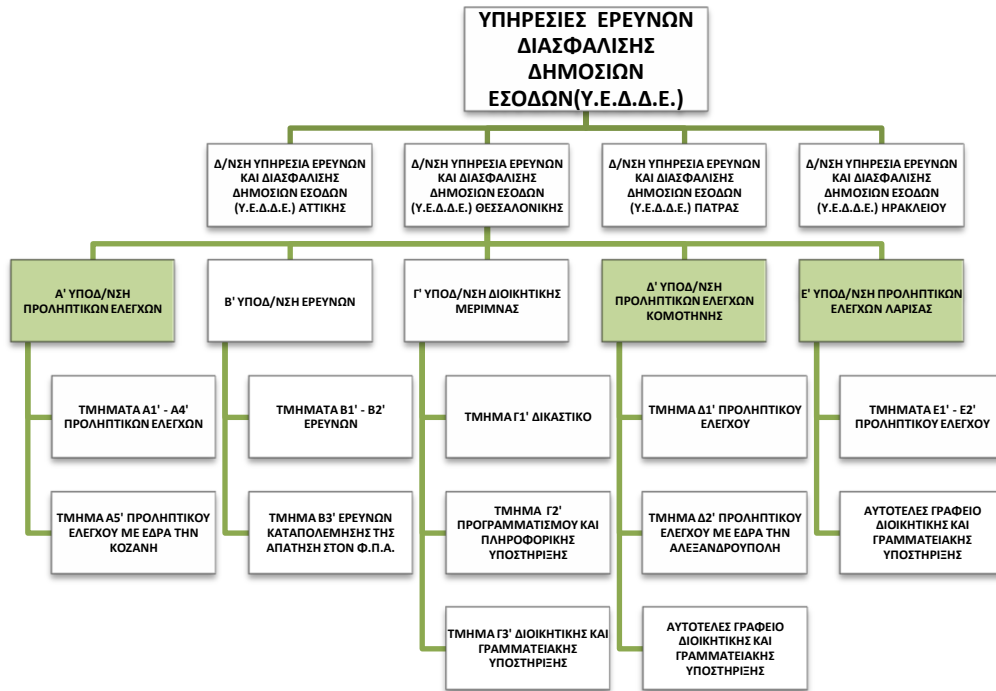 ΥΠΗΡΕΣΙΕΣ ΕΡΕΥΝΩΝ
ΔΙΑΣΦΑΛΙΣΗΣ
ΔΗΜΟΣΙΩΝ
ΕΣΟΔΩΝ(Υ.Ε.Δ.Δ.Ε.)
Δ/ΝΣΗ ΥΠΗΡΕΣΙΑ ΕΡΕΥΝΩΝ
ΚΑΙ ΔΙΑΣΦΑΛΙΣΗΣ
ΔΗΜΟΣΙΩΝ ΕΣΟΔΩΝ
(Υ.Ε.Δ.Δ.Ε.) ΑΤΤΙΚΗΣ
Δ/ΝΣΗ ΥΠΗΡΕΣΙΑ ΕΡΕΥΝΩΝ
ΚΑΙ ΔΙΑΣΦΑΛΙΣΗΣ
ΔΗΜΟΣΙΩΝ ΕΣΟΔΩΝ
(Υ.Ε.Δ.Δ.Ε.) ΘΕΣΣΑΛΟΝΙΚΗΣ
Δ/ΝΣΗ ΥΠΗΡΕΣΙΑ ΕΡΕΥΝΩΝ
ΚΑΙ ΔΙΑΣΦΑΛΙΣΗΣ
ΔΗΜΟΣΙΩΝ ΕΣΟΔΩΝ
(Υ.Ε.Δ.Δ.Ε.) ΠΑΤΡΑΣ
Δ/ΝΣΗ ΥΠΗΡΕΣΙΑ ΕΡΕΥΝΩΝ
ΚΑΙ ΔΙΑΣΦΑΛΙΣΗΣ
ΔΗΜΟΣΙΩΝ ΕΣΟΔΩΝ
(Υ.Ε.Δ.Δ.Ε.) ΗΡΑΚΛΕΙΟΥ
Α' ΥΠΟΔ/ΝΣΗ
ΠΡΟΛΗΠΤΙΚΩΝ ΕΛΕΓΧΩΝ
Β' ΥΠΟΔ/ΝΣΗ ΕΡΕΥΝΩΝ
Γ' ΥΠΟΔ/ΝΣΗ ΔΙΟΙΚΗΤΙΚΗΣ
ΜΕΡΙΜΝΑΣ
Δ' ΥΠΟΔ/ΝΣΗ
ΠΡΟΛΗΠΤΙΚΩΝ ΕΛΕΓΧΩΝ
ΚΟΜΟΤΗΝΗΣ
Ε' ΥΠΟΔ/ΝΣΗ ΠΡΟΛΗΠΤΙΚΩΝ
ΕΛΕΓΧΩΝ ΛΑΡΙΣΑΣ
ΤΜΗΜΑΤΑ Α1' - Α4'
ΠΡΟΛΗΠΤΙΚΩΝ ΕΛΕΓΧΩΝ
ΤΜΗΜΑΤΑ Β1' - Β2'
ΕΡΕΥΝΩΝ
ΤΜΗΜΑ Γ1' ΔΙΚΑΣΤΙΚΟ
ΤΜΗΜΑ Δ1' ΠΡΟΛΗΠΤΙΚΟΥ
ΕΛΕΓΧΟΥ
ΤΜΗΜΑΤΑ Ε1' - Ε2'
ΠΡΟΛΗΠΤΙΚΟΥ ΕΛΕΓΧΟΥ
ΤΜΗΜΑ Α5' ΠΡΟΛΗΠΤΙΚΟΥ
ΕΛΕΓΧΟΥ ΜΕ ΕΔΡΑ ΤΗΝ
ΚΟΖΑΝΗ
ΤΜΗΜΑ Β3' ΕΡΕΥΝΩΝ
ΚΑΤΑΠΟΛΕΜΗΣΗΣ ΤΗΣ
ΑΠΑΤΗΣΗ ΣΤΟΝ Φ.Π.Α.
ΤΜΗΜΑ Γ2'
ΠΡΟΓΡΑΜΜΑΤΙΣΜΟΥ ΚΑΙ
ΠΛΗΡΟΦΟΡΙΚΗΣ
ΥΠΟΣΤΗΡΙΞΗΣ
ΤΜΗΜΑ Δ2' ΠΡΟΛΗΠΤΙΚΟΥ
ΕΛΕΓΧΟΥ ΜΕ ΕΔΡΑ ΤΗΝ
ΑΛΕΞΑΝΔΡΟΥΠΟΛΗ
ΑΥΤΟΤΕΛΕΣ ΓΡΑΦΕΙΟ
ΔΙΟΙΚΗΤΙΚΗΣ ΚΑΙ
ΓΡΑΜΜΑΤΕΙΑΚΗΣ
ΥΠΟΣΤΗΡΙΞΗΣ
ΤΜΗΜΑ Γ3' ΔΙΟΙΚΗΤΙΚΗΣ ΚΑΙ
ΓΡΑΜΜΑΤΕΙΑΚΗΣ
ΥΠΟΣΤΗΡΙΞΗΣ
ΑΥΤΟΤΕΛΕΣ ΓΡΑΦΕΙΟ
ΔΙΟΙΚΗΤΙΚΗΣ ΚΑΙ
ΓΡΑΜΜΑΤΕΙΑΚΗΣ
ΥΠΟΣΤΗΡΙΞΗΣ